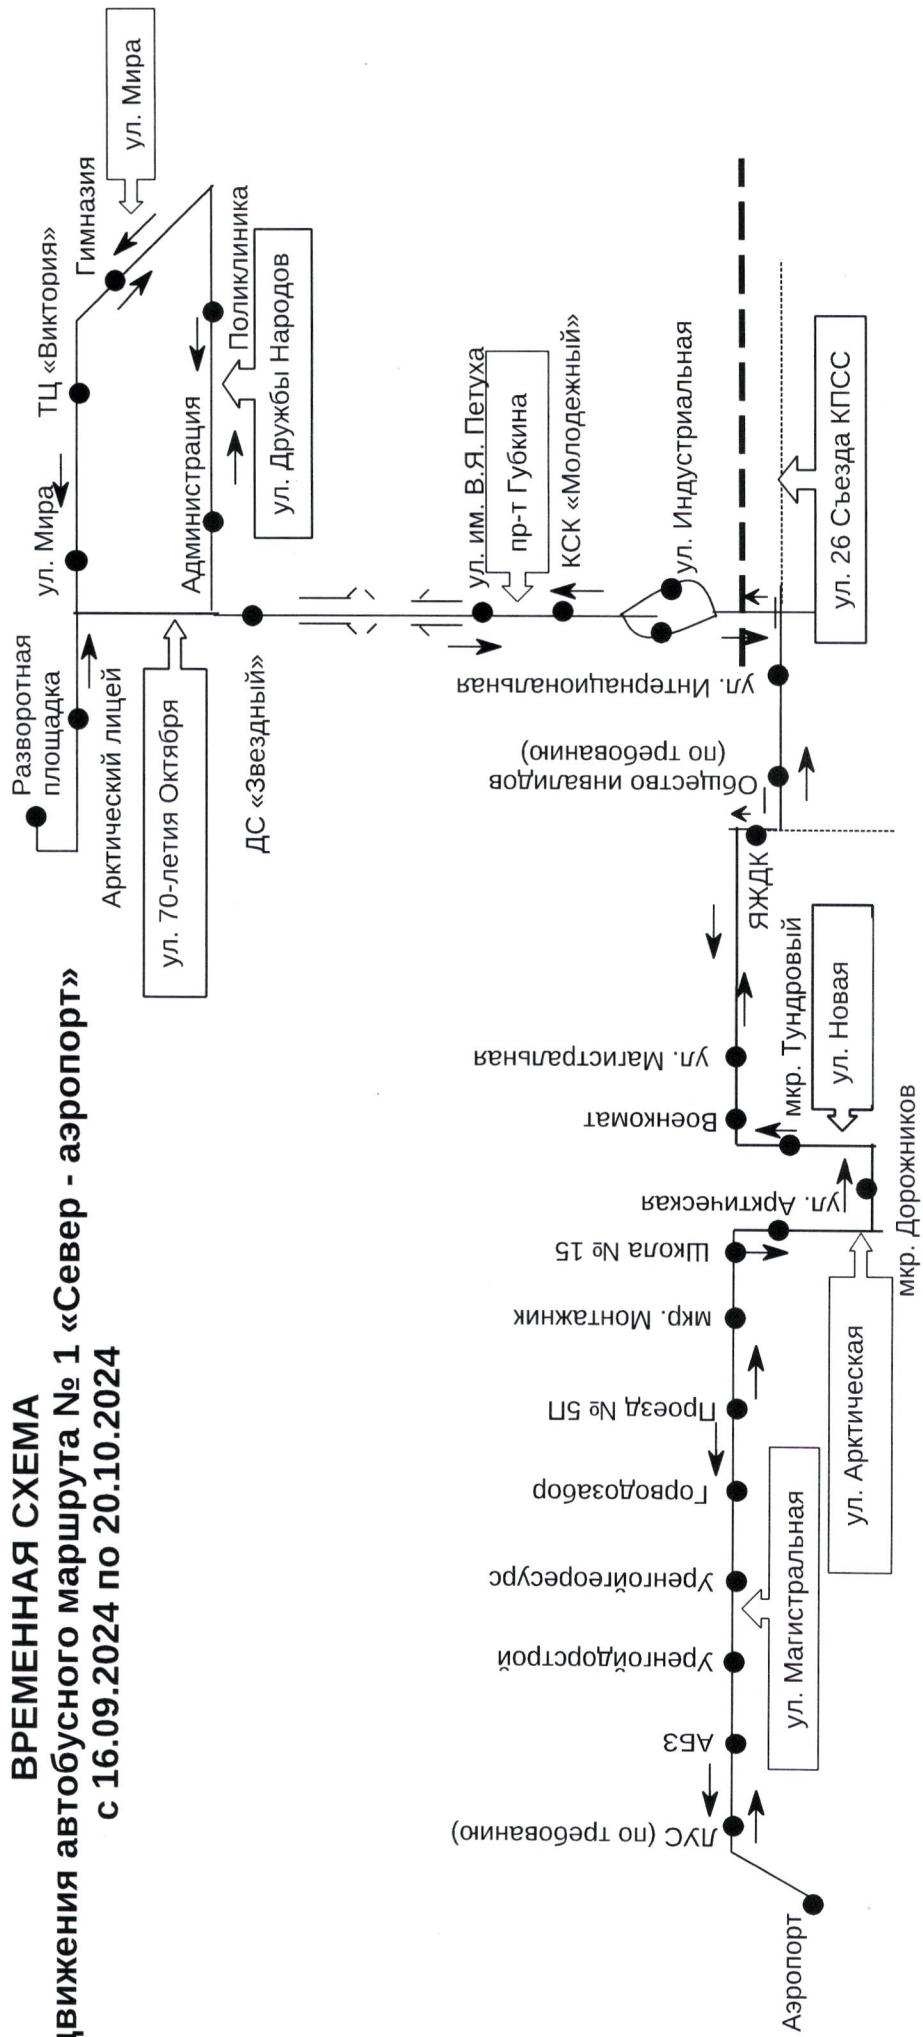 ВРЕМЕННАЯ СХЕМА
движения автобусного маршрута № 1 «Север - аэропорт»
с 16.09.2024 по 20.10.2024
Разворотная
площадка
Арктический лицей
ул. Мира
ТЦ «Виктория»
Гимназия
ул. Мира
Поликлиника
ул. Дружбы Народов
Администрация
ул. 70-летия Октября
ДС «Звездный»
ул. им. В.Я. Петуха
пр-т Губкина
КСК «Молодежный»
ул. Индустриальная
ул. 26 Съезда КПСС
ул. Интернациональная
Общество инвалидов
(по требованию)
ЯЖДК
ул. Магистральная
Военкомат
мкр. Тундровый
ул. Новая
мкр. Дорожников
ул. Арктическая
ул. Арктическая
Школа № 15
мкр. Монтажник
Проезд № 5П
Горводозабор
Уренгойгеоресурс
Уренгойдорстрой
ул. Магистральная
АБЗ
ЛУС (по требованию)
Аэропорт